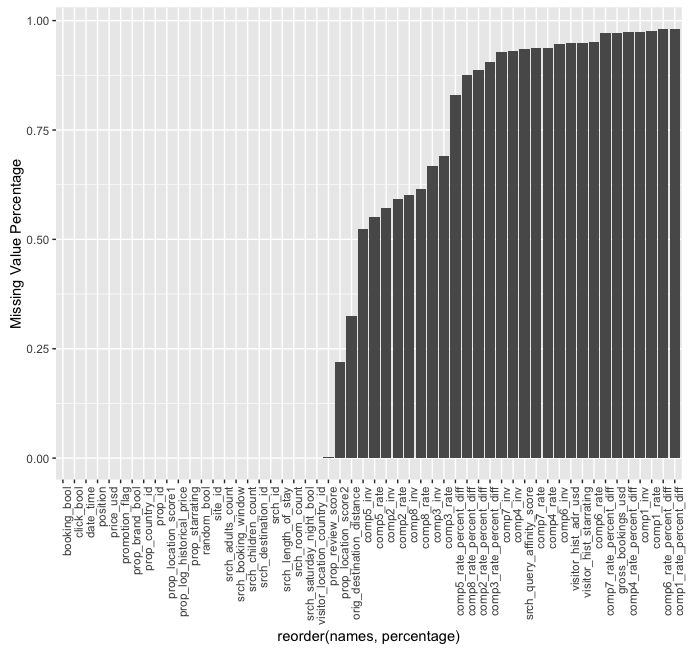 1.00
0.75
0.50
0.25
0.00
Missing Value Percentage
booking_bool
click_bool
date_time
position
price_usd
promotion_flag
prop_brand_bool
prop_country_id
prop_id
prop_location_score1
prop_log_historical_price
prop_starrating
random_bool
site_id
srch_adults_count
srch_booking_window
srch_children_count
srch_destination_id
srch_id
srch_length_of_stay
srch_room_count
srch_saturday_night_bool
visitor_location_country_id
prop_review_score
prop_location_score2
orig_destination_distance
comp5_inv
comp5_rate
comp2_inv
comp2_rate
comp8_inv
comp8_rate
comp3_inv
comp3_rate
comp5_rate_percent_diff
comp8_rate_percent_diff
comp2_rate_percent_diff
comp3_rate_percent_diff
comp7_inv
comp4_inv
srch_query_affinity_score
comp7_rate
comp4_rate
comp6_inv
visitor_hist_adr_usd
visitor_hist_starrating
comp6_rate
comp7_rate_percent_diff
gross_bookings_usd
comp4_rate_percent_diff
comp1_inv
comp1_rate
comp6_rate_percent_diff
comp1_rate_percent_diff
reorder(names, percentage)